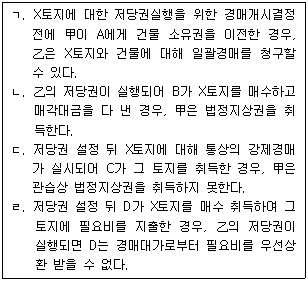 ㄱ. X토지에 대한 저당권실행을 위한 경매개시결정
전에 甲이 A에게 건물 소유권을 이전한 경우,
乙은 X토지와 건물에 대해 일괄경매를 청구할
수 있다.
ㄴ. 乙의 저당권이 실행되어 B가 X토지를 매수하고
매각대금을 다 낸 경우, 甲은 법정지상권을 취
득한다.
ㄷ. 저당권 설정 뒤 X토지에 대해 통상의 강제경매
가 실시되어 C가 그 토지를 취득한 경우, 甲은
관습상 법정지상권을 취득하지 못한다.
ㄹ. 저당권 설정 뒤 D가 X토지를 매수 취득하여 그
토지에 필요비를 지출한 경우, 乙의 저당권이
실행되면 D는 경매대가로부터 필요비를 우선상
환 받을 수 없다.